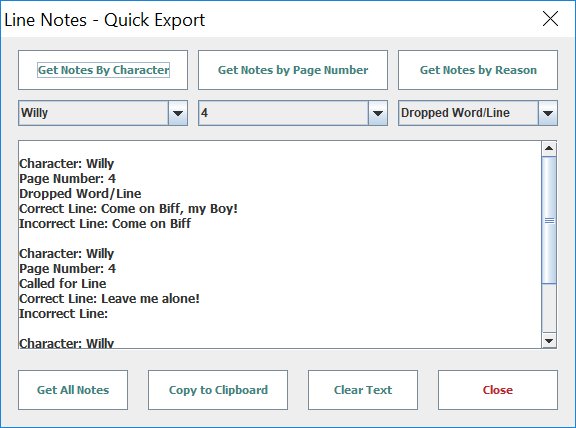 Line Notes - Quick Export
Get Notes By Character
Get Notes by Page Number
Get Notes by Reason
Willy
4
Dropped Word/Line
Character: Willy
Page Number: 4
Dropped Word/Line
Correct Line: Come on Biff, my Boy!
Incorrect Line: Come on Biff
Character: Willy
Page Number: 4
Called for Line
Correct Line: Leave me alone!
Incorrect Line:
Character: Willy
Get All Notes
Copy to Clipboard
Clear Text
Close